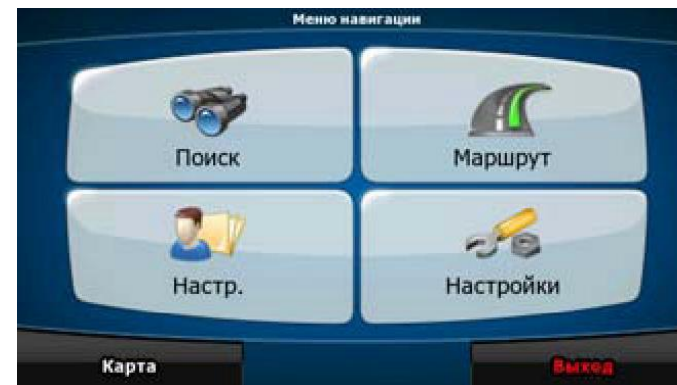 Меню навигации
Поиск
Маршрут
Настр.
Настройки
Карта
Выход